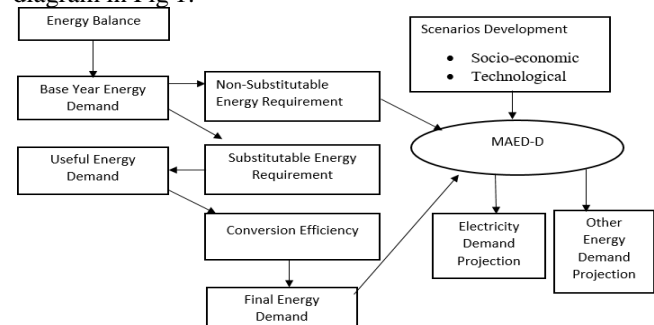 diagram in Fig 1.
Energy Balance
Scenarios Development
• Socio-economic
• Technological
Base Year Energy
Demand
Non-Substitutable
Energy Requirement
MAED-D
Useful Energy
Demand
Substitutable Energy
Requirement
Conversion Efficiency
Electricity
Demand
Projection
Other
Energy
Demand
Projection
Final Energy
Demand